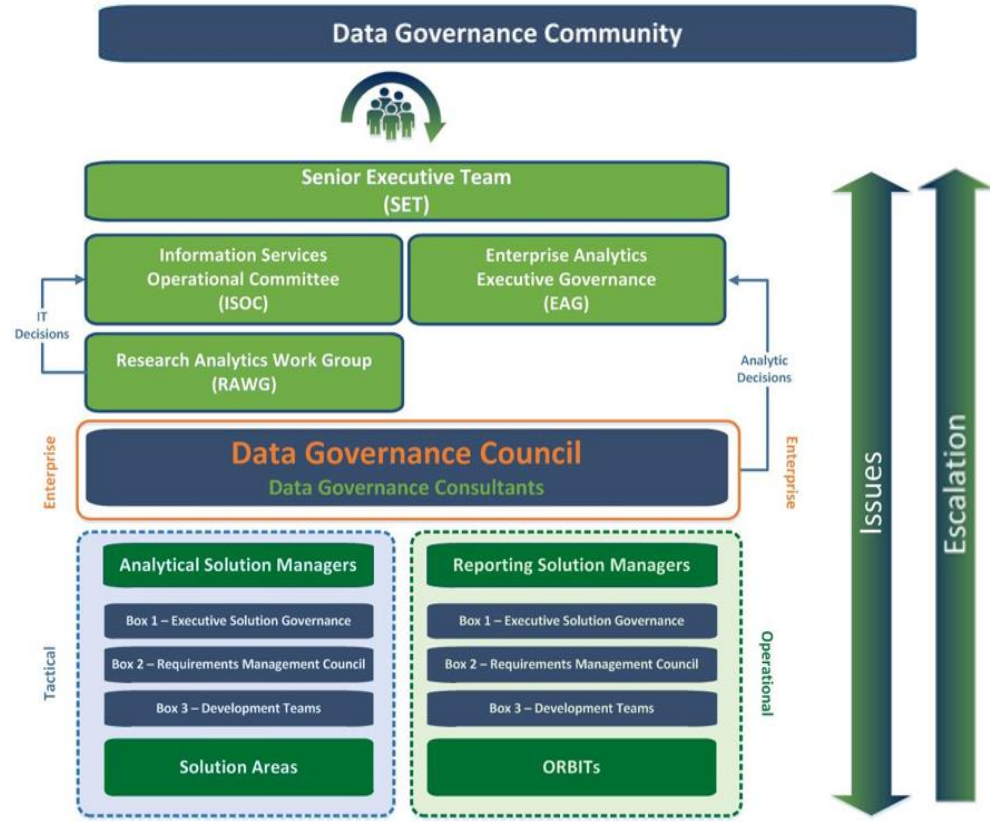 Data Governance Community
Senior Executive Team
(SET)
Information Services
Operational Committee
(ISOC)
Enterprise Analytics
Executive Governance
(EAG)
IT
Decisions
Research Analytics Work Group
(RAWG)
Analytic
Decisions
Enterprise
Data Governance Council
Data Governance Consultants
Enterprise
Tactical
Analytical Solution Managers
Box 1 – Executive Solution Governance
Box 2 – Requirements Management Council
Box 3 – Development Teams
Solution Areas
Reporting Solution Managers
Box 1 – Executive Solution Governance
Box 2 – Requirements Management Council
Box 3 – Development Teams
ORBITs
Operational
Issues
Escalation